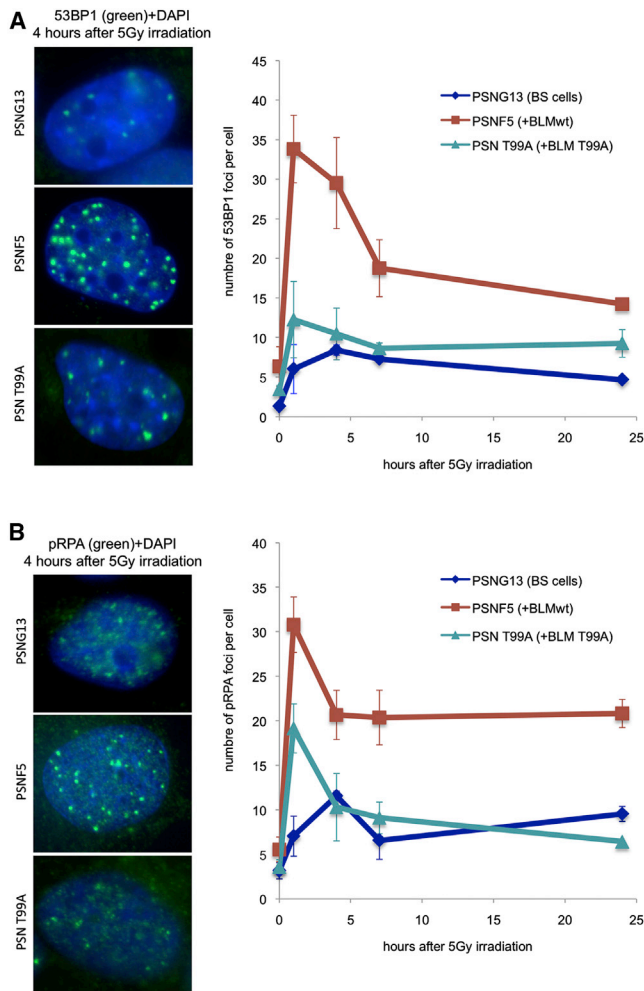 A
53BP1 (green)+DAPI
4 hours after 5Gy irradiation
PSNG13
PSNF5
PSN T99A
numbre of 53BP1 foci per cell
45
40
35
30
25
20
15
10
5
0
0
5
10
15
20
25
hours after 5Gy irradiation
PSNG13 (BS cells)
PSNF5 (+BLMwt)
PSN T99A (+BLM T99A)
B
pRPA (green)+DAPI
4 hours after 5Gy irradiation
PSNG13
PSNF5
PSN T99A
numbre of pRPA foci per cell
40
35
30
25
20
15
10
5
0
0
5
10
15
20
25
hours after 5Gy irradiation
PSNG13 (BS cells)
PSNF5 (+BLMwt)
PSN T99A (+BLM T99A)